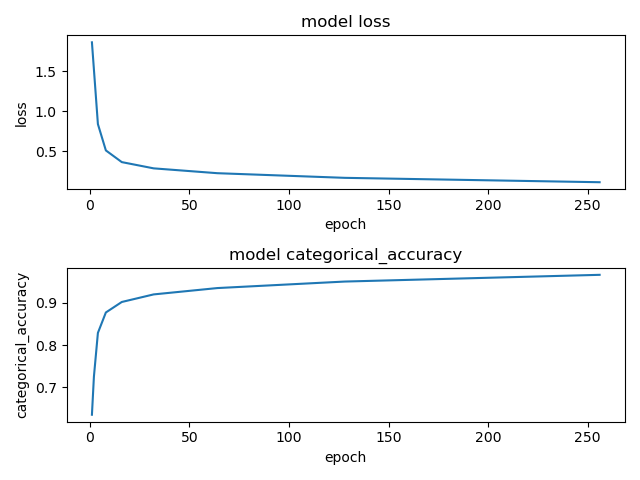 model loss
1.5
1.0
0.5
loss
0 50 100 150 200 250
epoch
model categorical_accuracy
0.9
0.8
0.7
categorical_accuracy
0 50 100 150 200 250
epoch